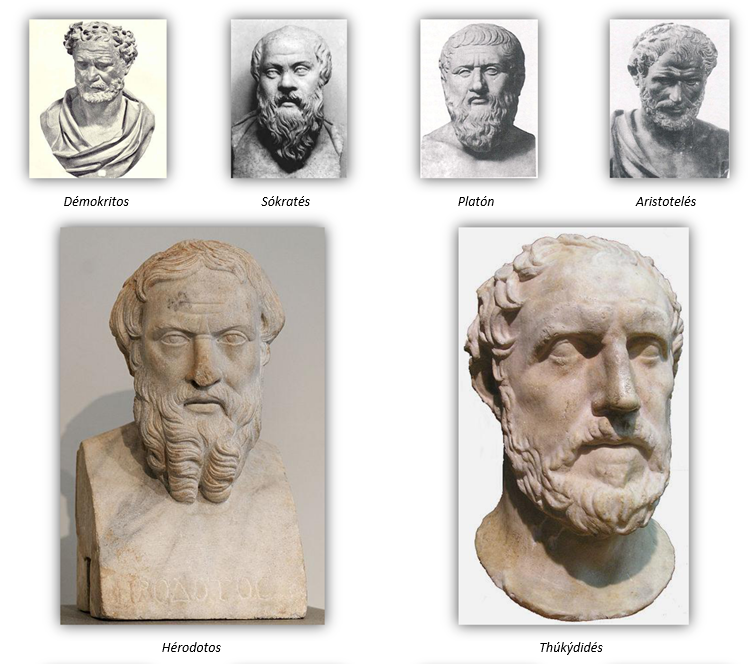 Démokritos
Sókratés
Platón
Aristotelés
Hérodotos
Thúkýdidés